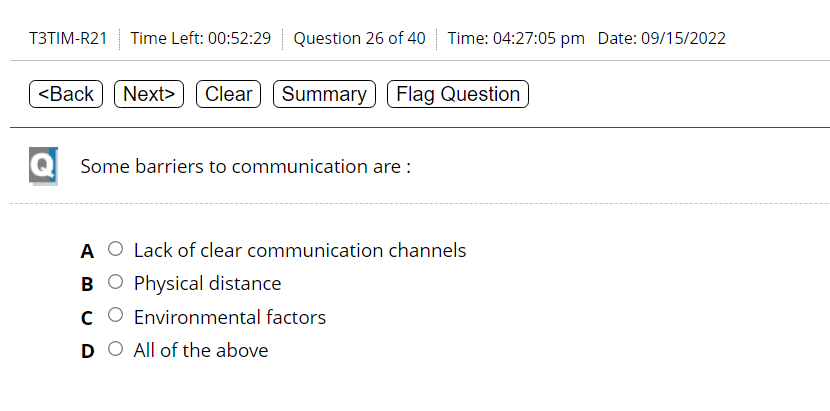 T3TIM-R21 Time Left: 00:52:29 Question 26 of 40 Time: 04:27:05 pm Date: 09/15/2022
<Back Next> Clear Summary Flag Question
Q Some barriers to communication are :
A Lack of clear communication channels
B Physical distance
C Environmental factors
D All of the above